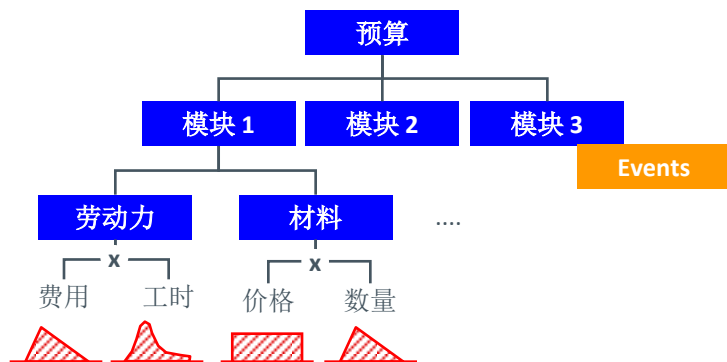 预算
模块 1
模块 2
模块 3
Events
劳动力
材料
....
x
x
费用
工时
价格
数量